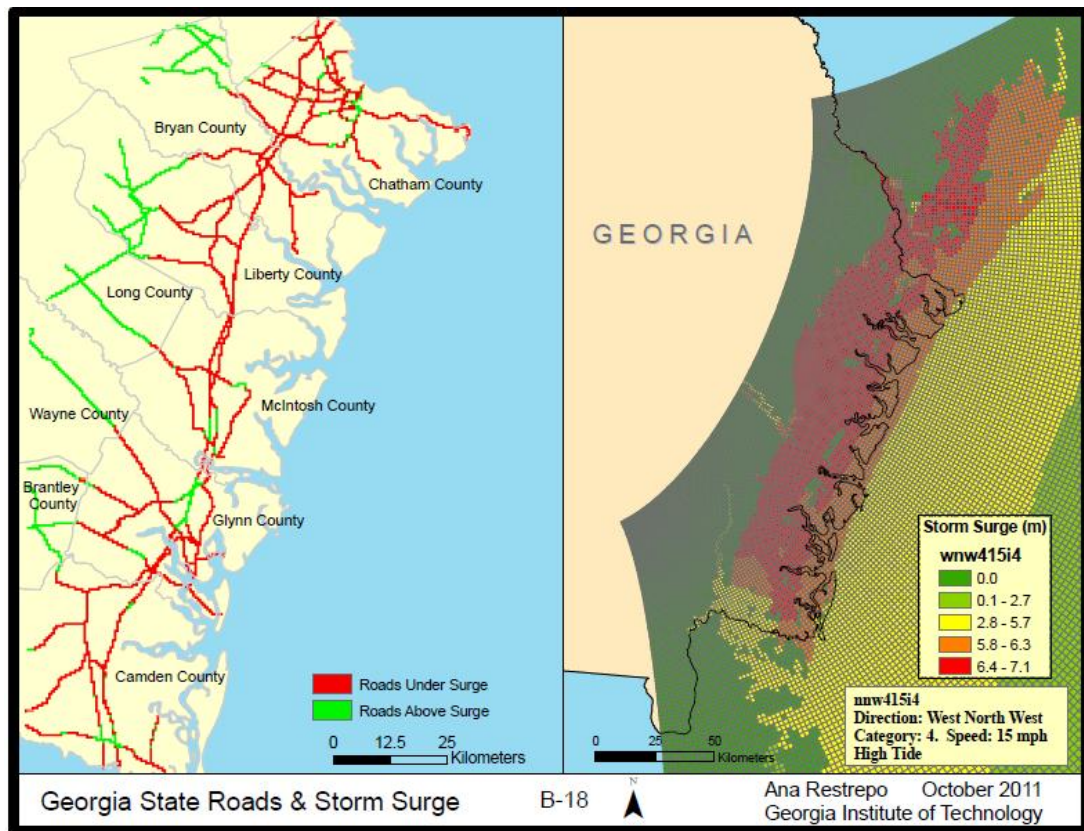 Bryan County
Chatham County
Liberty County
Long County
McIntosh County
Wayne County
Brantley
County
Glynn County
Camden County
Roads Under Surge
Roads Above Surge
0 12.5 25
Kilometers
GEORGIA
Storm Surge (m)
wnw415i4
0.0
0.1 - 2.7
2.8 - 5.7
5.8 - 6.3
6.4 - 7.1
nnw415i4
Direction: West North West
Category: 4. Speed: 15 mph
High Tide
0 25 50
Kilometers
Georgia State Roads & Storm Surge
B-18
N
Ana Restrepo October 2011
Georgia Institute of Technology